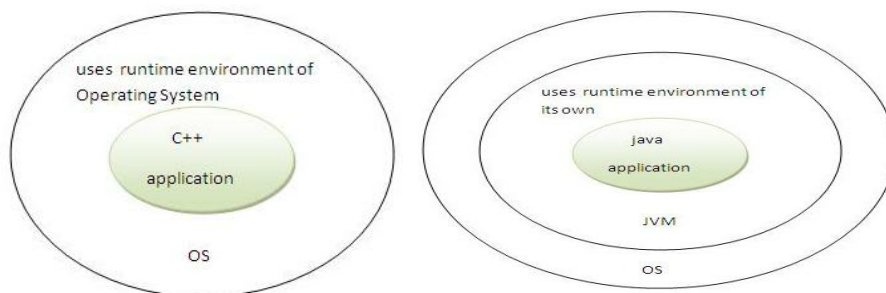 uses runtime environment of
Operating System
C++
application
OS
uses runtime environment of
its own
java
application
JVM
OS